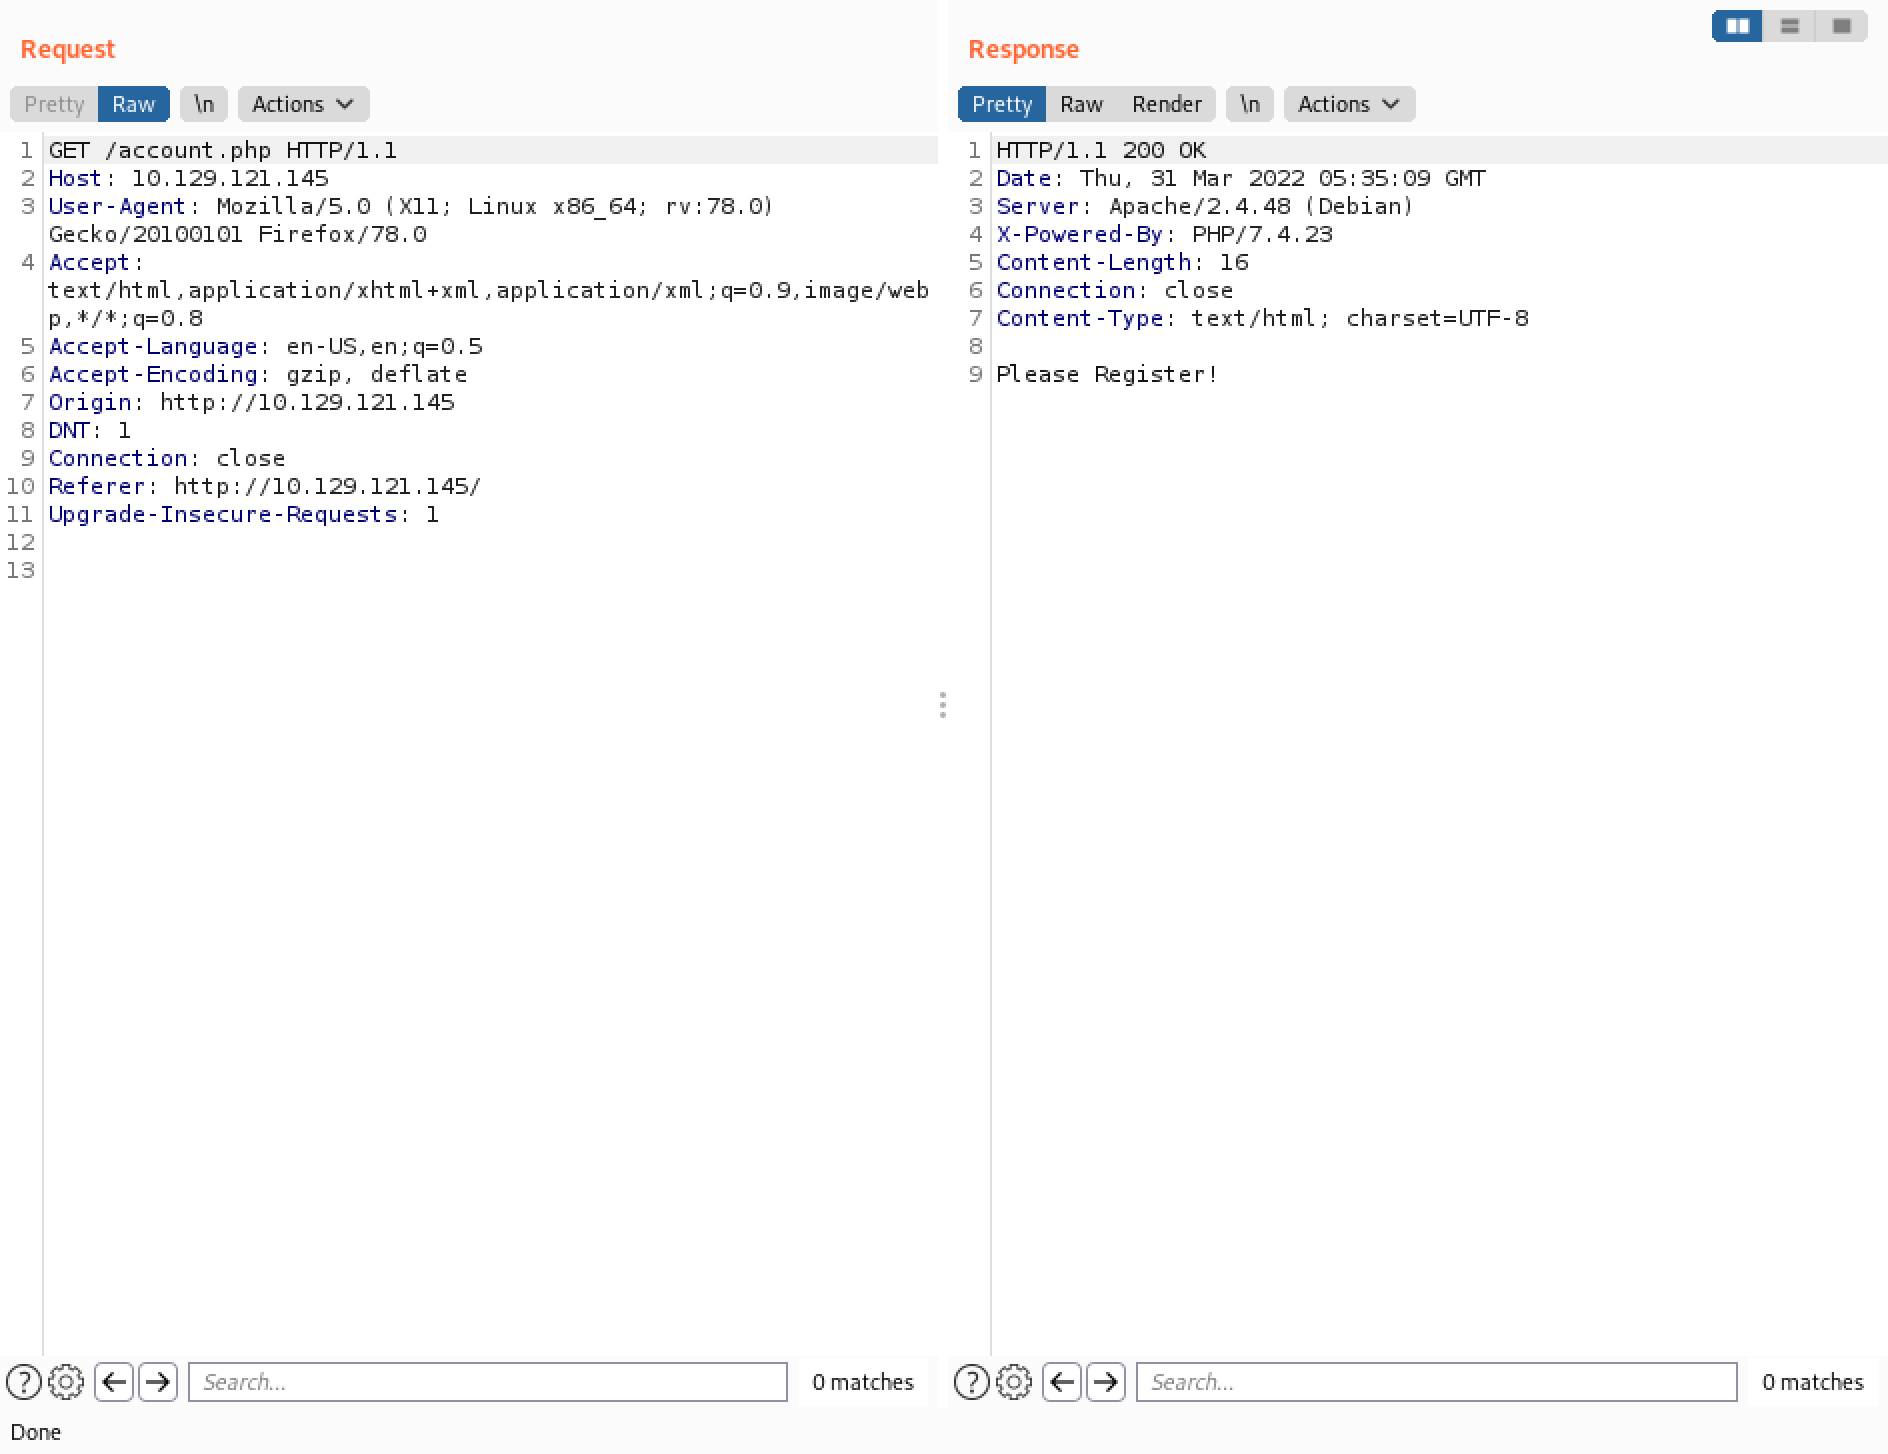 Request
Pretty Raw \n Actions
1 GET /account.php HTTP/1.1
2 Host: 10.129.121.145
3 User-Agent: Mozilla/5.0 (X11; Linux x86_64; rv:78.0)
Gecko/20100101 Firefox/78.0
4 Accept:
text/html,application/xhtml+xml,application/xml;q=0.9,image/web
p,*/*;q=0.8
5 Accept-Language: en-US,en;q=0.5
6 Accept-Encoding: gzip, deflate
7 Origin: http://10.129.121.145
8 DNT: 1
9 Connection: close
10 Referer: http://10.129.121.145/
11 Upgrade-Insecure-Requests: 1
12
13
Search...
0 matches
Response
Pretty Raw Render \n Actions
1 HTTP/1.1 200 OK
2 Date: Thu, 31 Mar 2022 05:35:09 GMT
3 Server: Apache/2.4.48 (Debian)
4 X-Powered-By: PHP/7.4.23
5 Content-Length: 16
6 Connection: close
7 Content-Type: text/html; charset=UTF-8
8
9 Please Register!
Search...
0 matches
Done